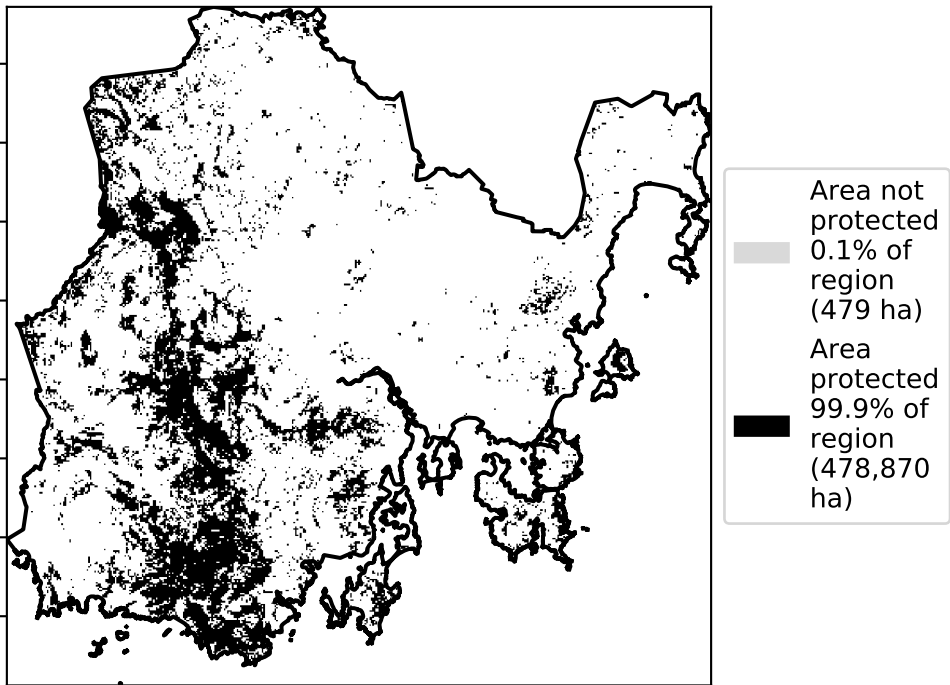 Area not
protected
0.1% of
region
(479 ha)
Area
protected
99.9% of
region
(478,870
ha)